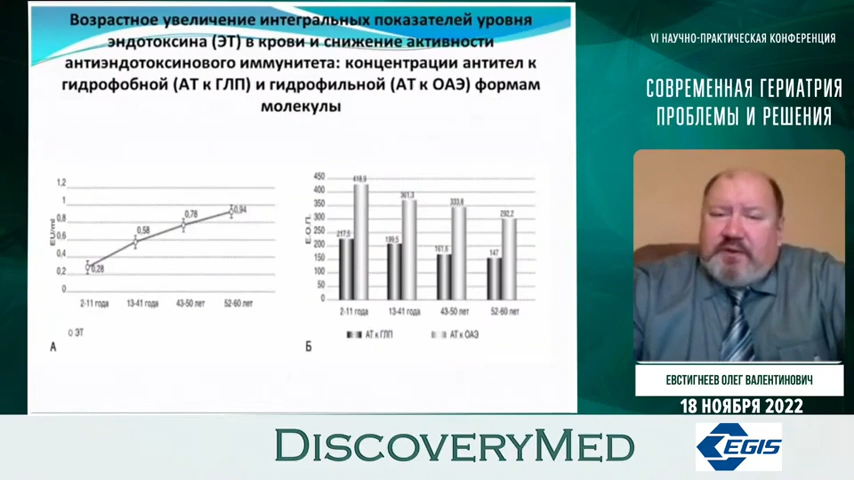 Возрастное увеличение интегральных показателей уровня
эндотоксина (ЭТ) в крови и снижение активности
антиэндотоксинового иммунитета: концентрации антител к
гидрофобной (АТ к ГЛП) и гидрофильной (АТ к ОАЭ) формам
молекулы
EU/ml
1,2
1
0,8
0,6
0,4
0,2
0
0,28
0,58
0,78
0,94
2-11 года
13-41 года
43-50 лет
52-60 лет
ЭТ
А
Е.О.П.
450
400
350
300
250
200
150
100
50
0
217,5
418,9
199,5
361,3
161,6
333,8
147
292,2
2-11 года
13-41 года
43-50 лет
52-60 лет
АТ к ГЛП
АТ к ОАЭ
Б
VI НАУЧНО-ПРАКТИЧЕСКАЯ КОНФЕРЕНЦИЯ
СОВРЕМЕННАЯ ГЕРИАТРИЯ
ПРОБЛЕМЫ И РЕШЕНИЯ
ЕВСТИГНЕЕВ ОЛЕГ ВАЛЕНТИНОВИЧ
18 НОЯБРЯ 2022
DISCOVERYMED
EGIS